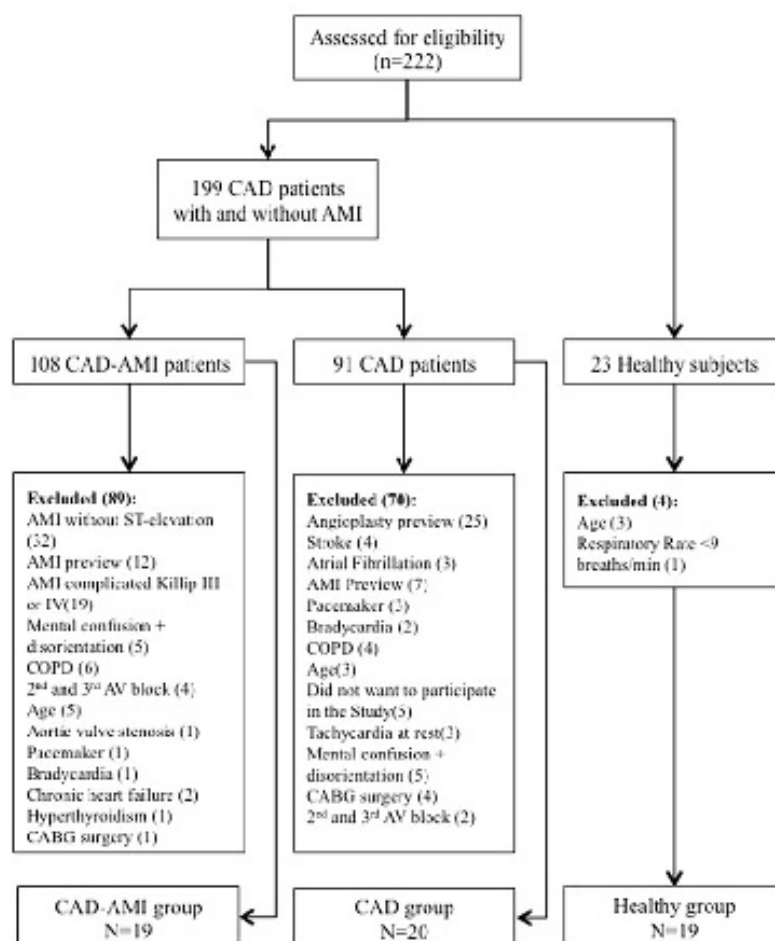 Assessed for eligibility
(n=222)
199 CAD patients
with and without AMI
108 CAD-AMI patients
91 CAD patients
23 Healthy subjects
Excluded (89):
AMI without ST-elevation
(32)
AMI preview (12)
AMI complicated Killip III
or IV(19)
Mental confusion +
disorientation (5)
COPD (6)
2nd and 3rd AV block (4)
Age (5)
Aortic valve stenosis (1)
Pacemaker (1)
Bradycardia (1)
Chronic heart failure (2)
Hyperthyroidism (1)
CABG surgery (1)
Excluded (70):
Angioplasty preview (25)
Stroke (4)
Atrial Fibrillation (3)
AMI Preview (7)
Pacemaker (3)
Bradycardia (2)
COPD (4)
Age(3)
Did not want to participate
in the Study(5)
Tachycardia at rest(3)
Mental confusion +
disorientation (5)
CABG surgery (4)
2nd and 3rd AV block (2)
Excluded (4):
Age (3)
Respiratory Rate <9
breaths/min (1)
CAD-AMI group
N=19
CAD group
N=20
Healthy group
N=19